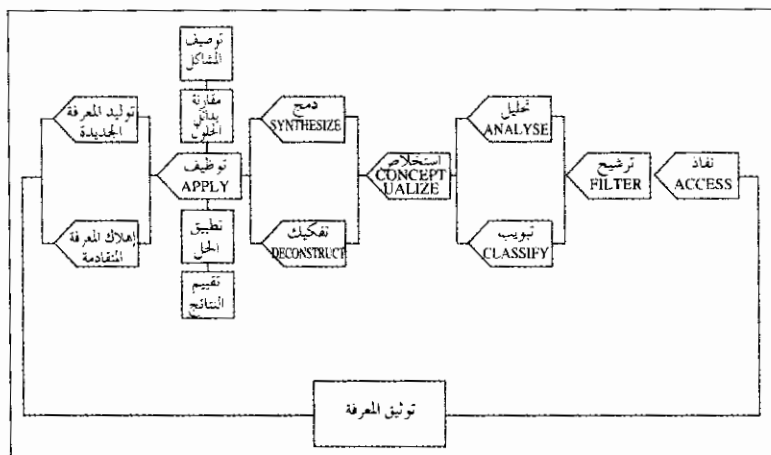 نفاذ
ACCESS
ترشيح
FILTER
تحليل
ANALYSE
تبويب
CLASSIFY
استخلاص
CONCEPT
UALIZE
دمج
SYNTHESIZE
تفكيك
DECONSTRUCT
توصيف
المشاكل
مقارنة
بدائل
الحلول
توظيف
APPLY
تطبيق
الحل
تقييم
النتائج
توليد المعرفة
الجديدة
إهلاك المعرفة
المتقادمة
توثيق المعرفة